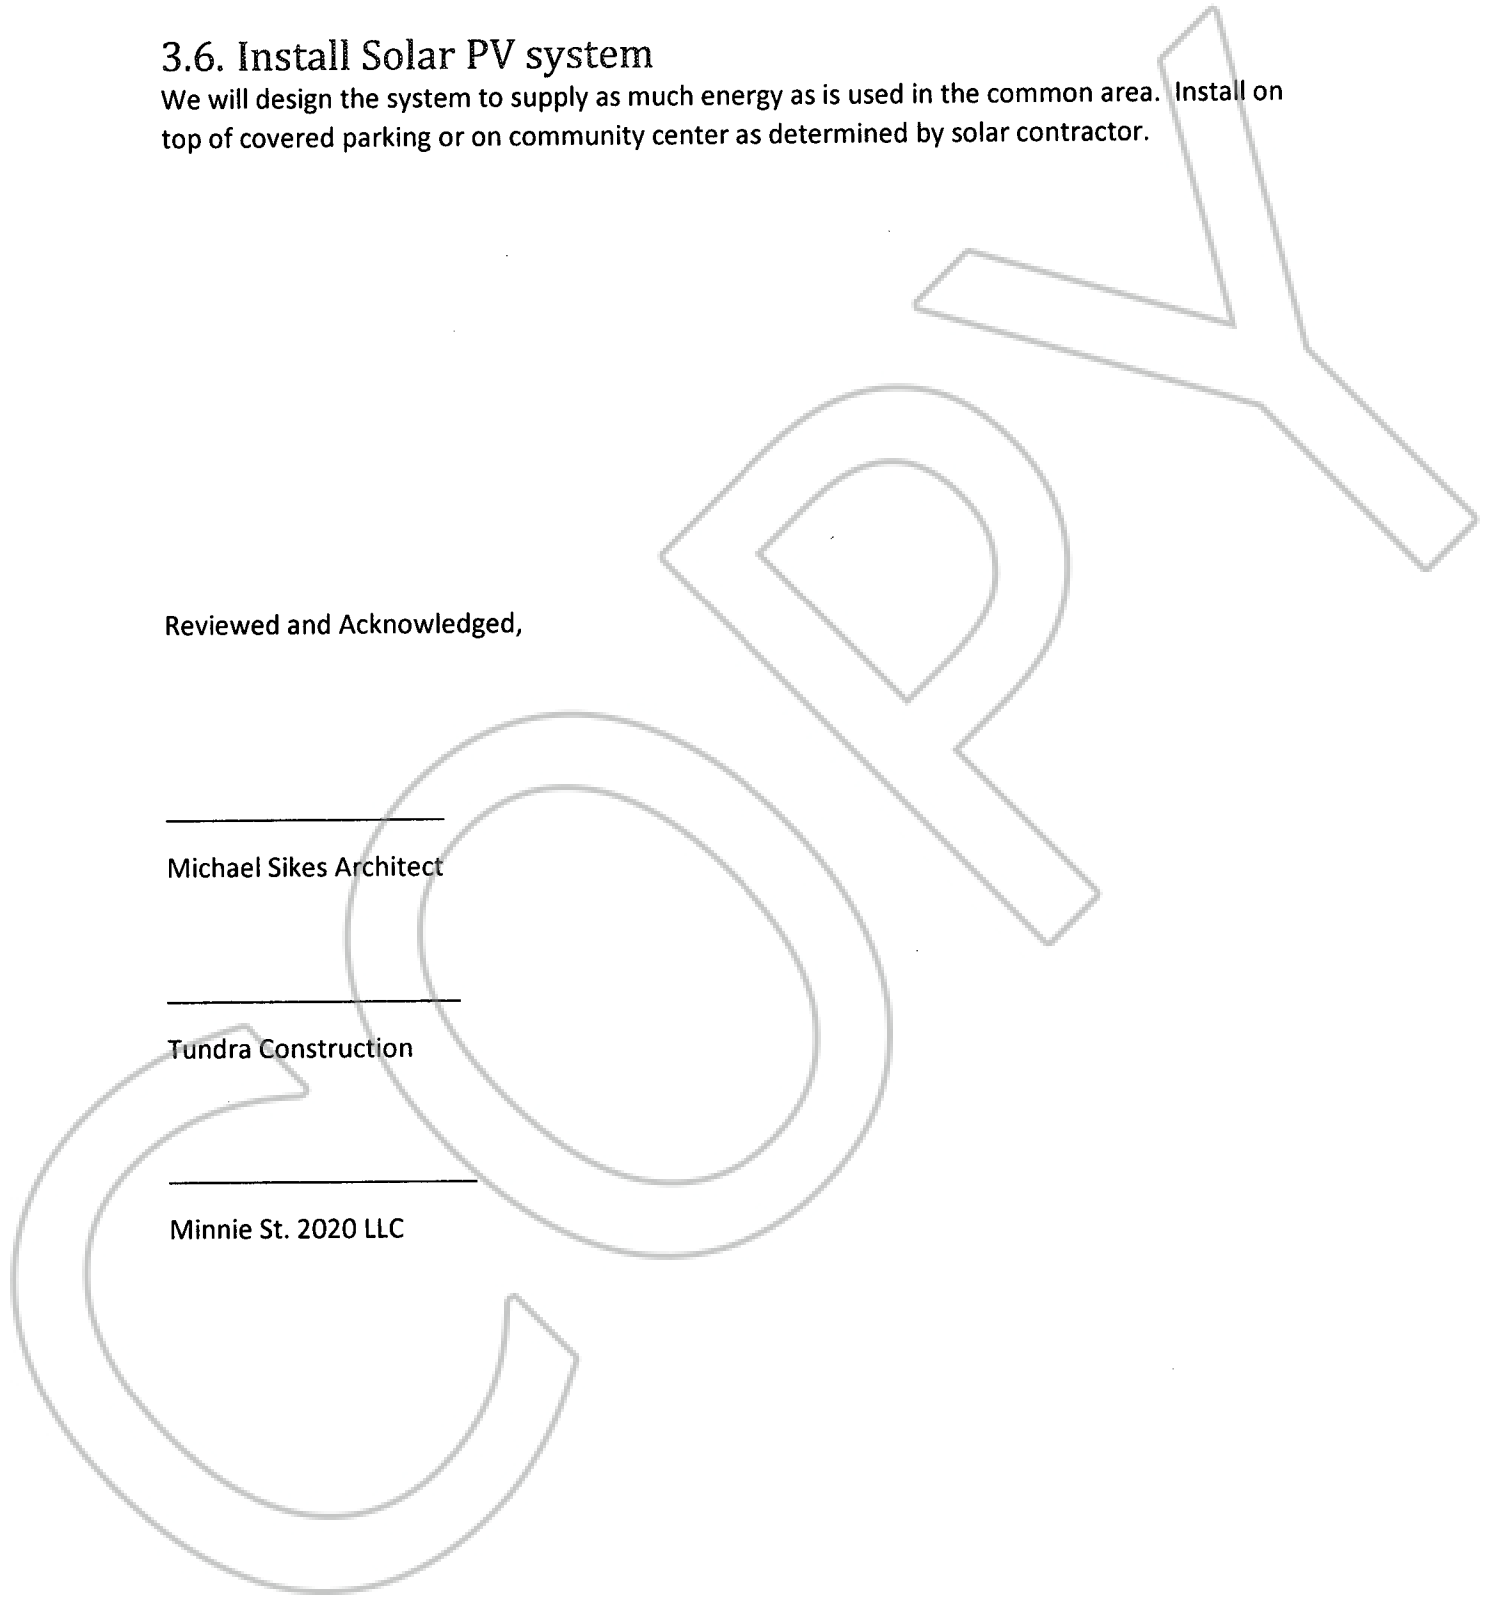 3.6. Install Solar PV system
We will design the system to supply as much energy as is used in the common area. Install on
top of covered parking or on community center as determined by solar contractor.
Reviewed and Acknowledged,
Michael Sikes Architect
Tundra Construction
Minnie St. 2020 LLC
COPY